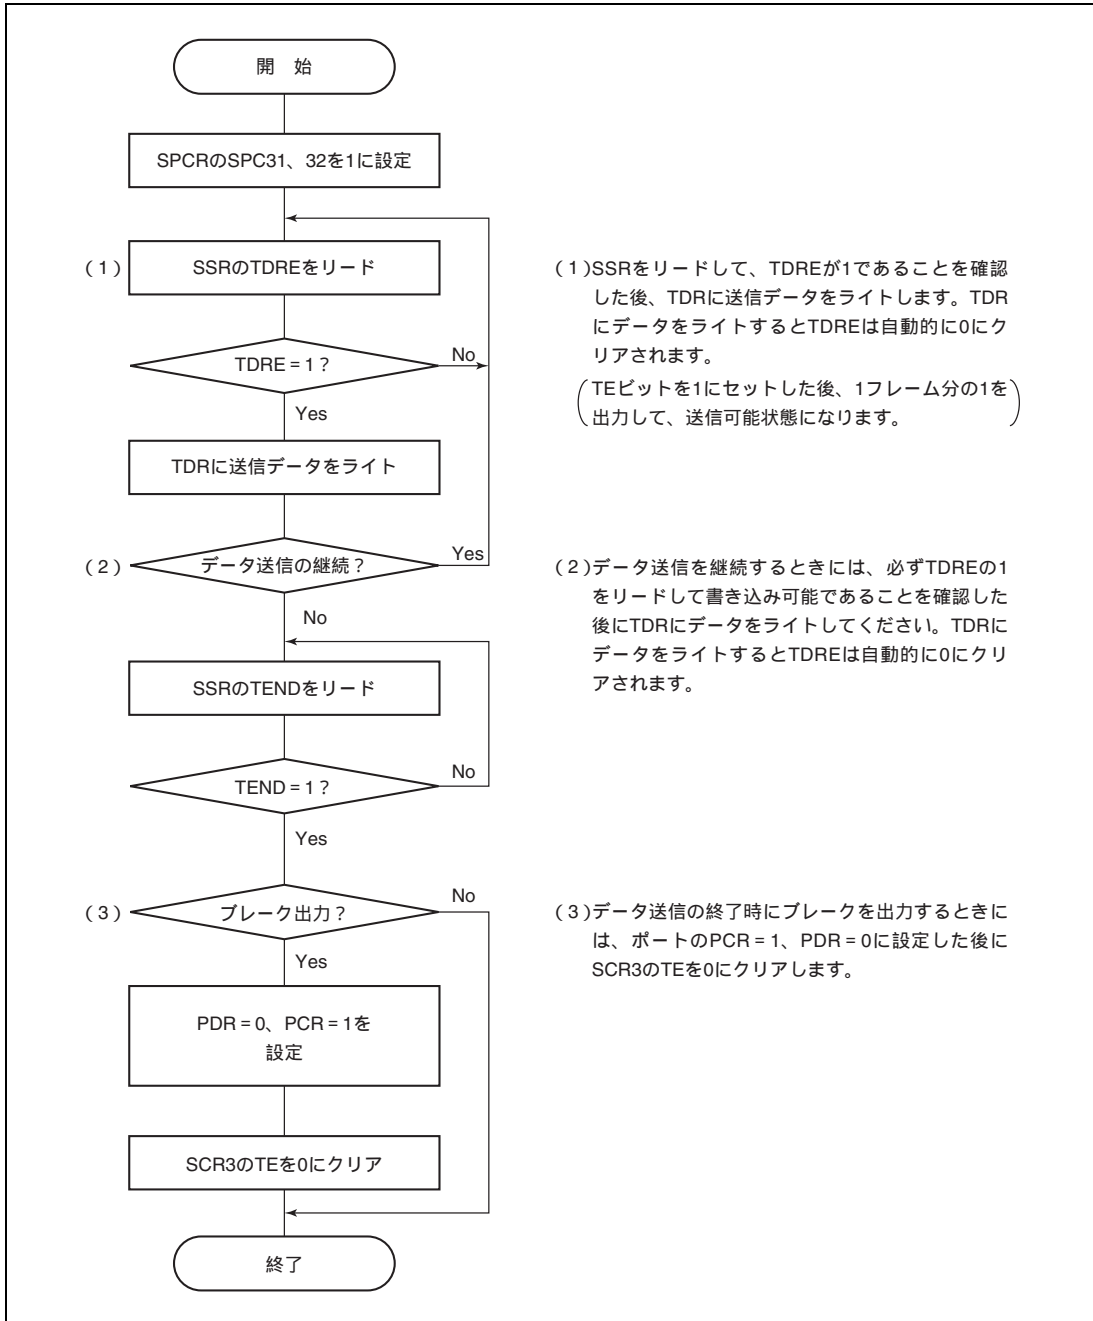 開 始
SPCRのSPC31、32を1に設定
(1)
SSRのTDREをリード
TDRE = 1？
No
Yes
TDRに送信データをライト
(2)
データ送信の継続？
Yes
No
SSRのTENDをリード
TEND = 1？
No
Yes
(3)
ブレーク出力？
No
Yes
PDR = 0、PCR = 1を
設定
SCR3のTEを0にクリア
終了
(1)SSRをリードして、TDREが1であることを確認
した後、TDRに送信データをライトします。TDR
にデータをライトするとTDREは自動的に0にク
リアされます。
(TEビットを1にセットした後、1フレーム分の1を
出力して、送信可能状態になります。)
(2)データ送信を継続するときには、必ずTDREの1
をリードして書き込み可能であることを確認した
後にTDRにデータをライトしてください。TDRに
データをライトするとTDREは自動的に0にクリ
アされます。
(3)データ送信の終了時にブレークを出力するときに
は、ポートのPCR = 1、PDR = 0に設定した後に
SCR3のTEを0にクリアします。